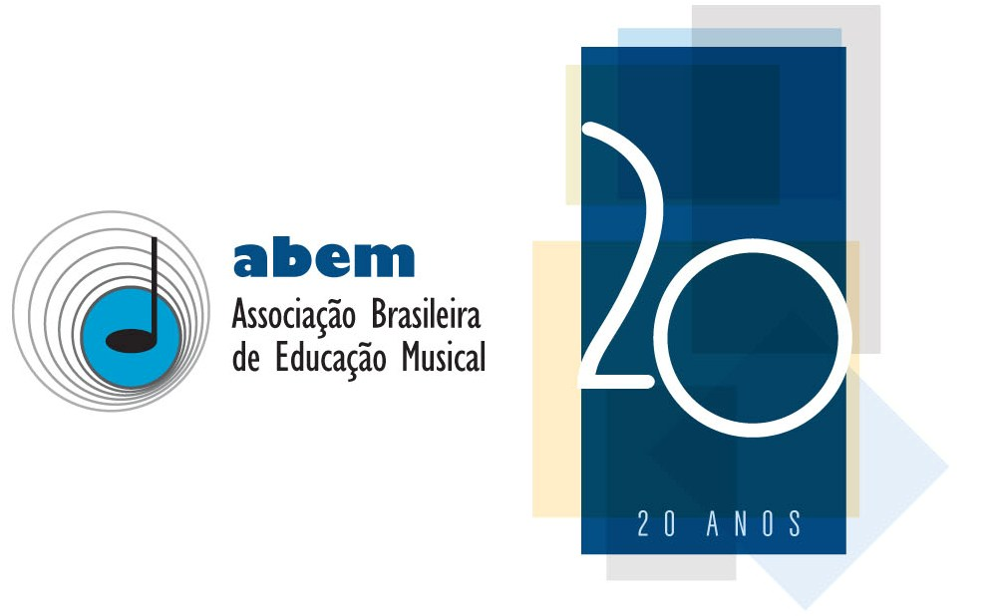 abem
Associação Brasileira
de Educação Musical
20
20 ANOS